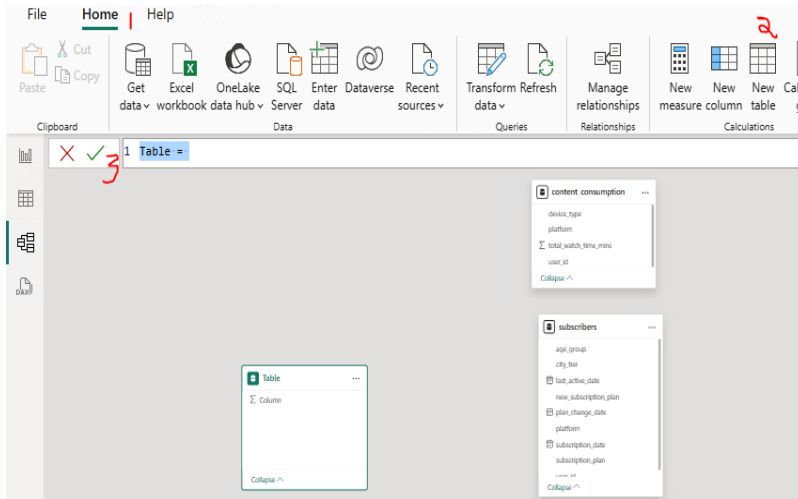 File Home 1 Help 2
Cut
Copy
Paste
Get data
Excel workbook
OneLake data hub
SQL Server
Enter data
Dataverse
Recent sources
Transform data
Refresh
Manage relationships
New measure
New column
New table
Clipboard
Data
Queries
Relationships
Calculations
3
1 Table =
DAX
content_consumption ...
device_type
platform
∑ total_watch_time_mins
user_id
Collapse
subscribers ...
age_group
city_tier
last_active_date
new_subscription_plan
plan_change_date
platform
subscription_date
subscription_plan
Collapse
Table ...
∑ Column
Collapse